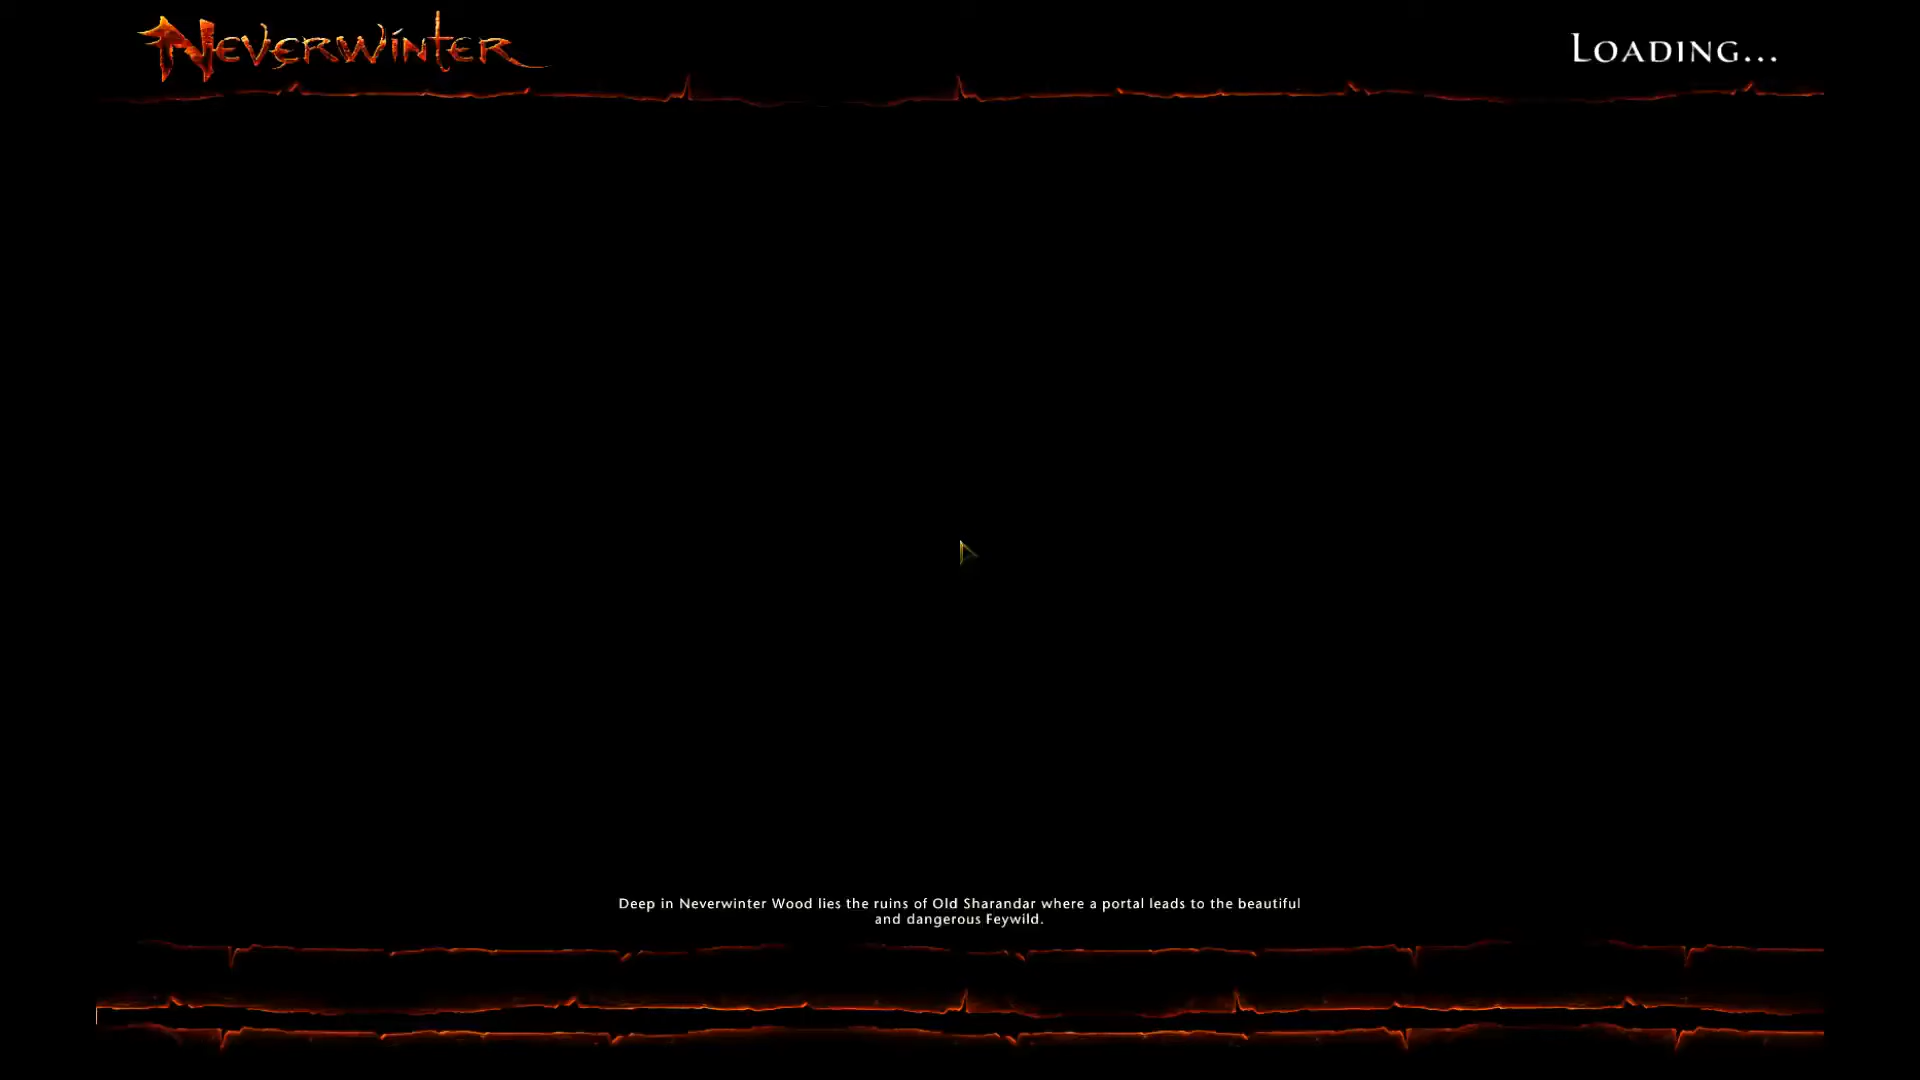 NEVERWINTER
LOADING...
Deep in Neverwinter Wood lies the ruins of Old Sharandar where a portal leads to the beautiful
and dangerous Feywild.